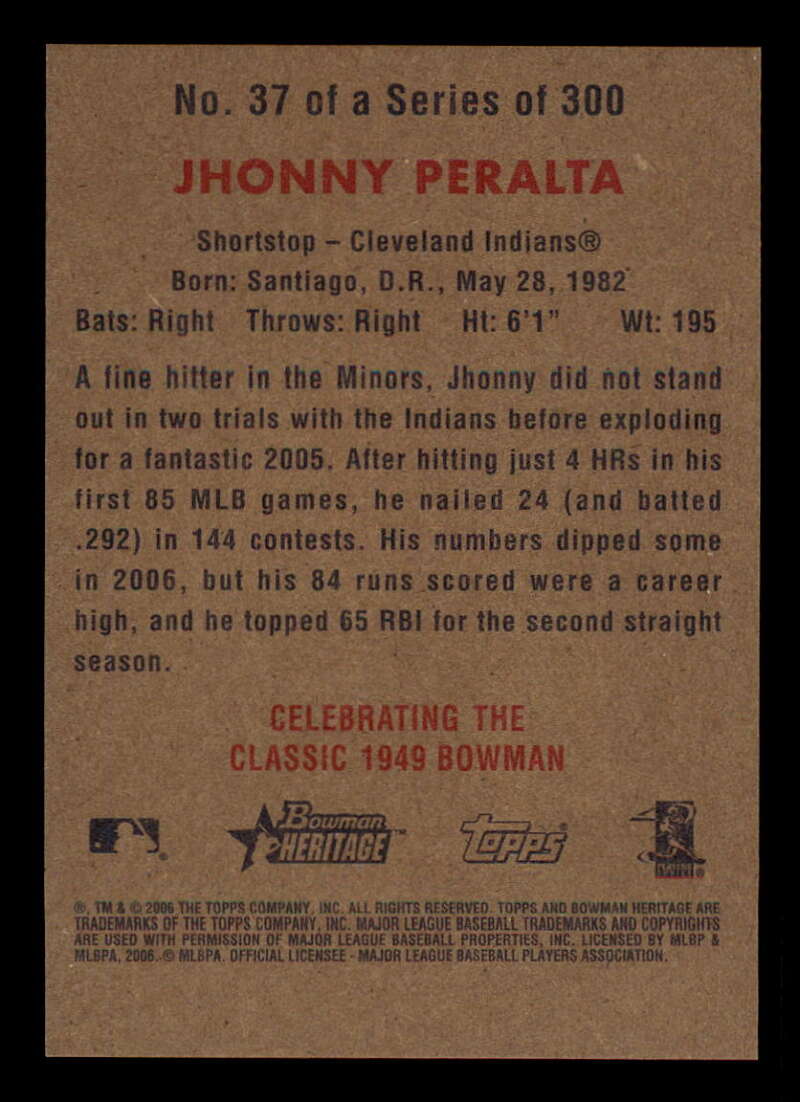 No. 37 of a Series of 300
JHONNY PERALTA
Shortstop – Cleveland Indians®
Born: Santiago, D.R., May 28, 1982
Bats: Right Throws: Right Ht: 6'1" Wt: 195
A fine hitter in the Minors, Jhonny did not stand
out in two trials with the Indians before exploding
for a fantastic 2005. After hitting just 4 HRs in his
first 85 MLB games, he nailed 24 (and batted
.292) in 144 contests. His numbers dipped some
in 2006, but his 84 runs scored were a career
high, and he topped 65 RBI for the second straight
season.
CELEBRATING THE
CLASSIC 1949 BOWMAN
Bowman
HERITAGE™
Topps®
®, TM & © 2006 THE TOPPS COMPANY, INC. ALL RIGHTS RESERVED. TOPPS AND BOWMAN HERITAGE ARE
TRADEMARKS OF THE TOPPS COMPANY, INC. MAJOR LEAGUE BASEBALL TRADEMARKS AND COPYRIGHTS
ARE USED WITH PERMISSION OF MAJOR LEAGUE BASEBALL PROPERTIES, INC. LICENSED BY MLBP &
MLBPA, 2006. © MLBPA. OFFICIAL LICENSEE - MAJOR LEAGUE BASEBALL PLAYERS ASSOCIATION.